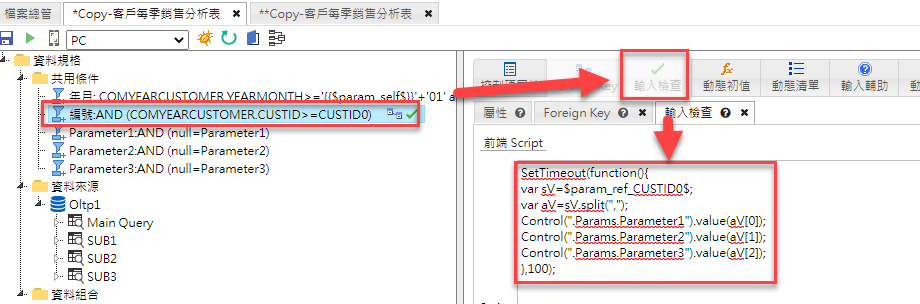 檔案總管 *Copy-客戶每季銷售分析表 **Copy-客戶每季銷售分析表
PC
資料規格
共用條件
年月: COMYEARCUSTOMER.YEARMONTH>='{{$param_self$}}'+'01' a
編號:AND (COMYEARCUSTOMER.CUSTID>=CUSTID0)
Parameter1:AND (null=Parameter1)
Parameter2:AND (null=Parameter2)
Parameter3:AND (null=Parameter3)
資料來源
Oltp1
Main Query
SUB1
SUB2
SUB3
資料組合
輸入檢查 動態初值 動態清單 輸入輔助
屬性 Foreign Key 輸入檢查
前端 Script
SetTimeout(function(){
var sV=$param_ref_CUSTID0$;
var aV=sV.split(",");
Control(".Params.Parameter1").value(aV[0]);
Control(".Params.Parameter2").value(aV[1]);
Control(".Params.Parameter3").value(aV[2]);
},100);